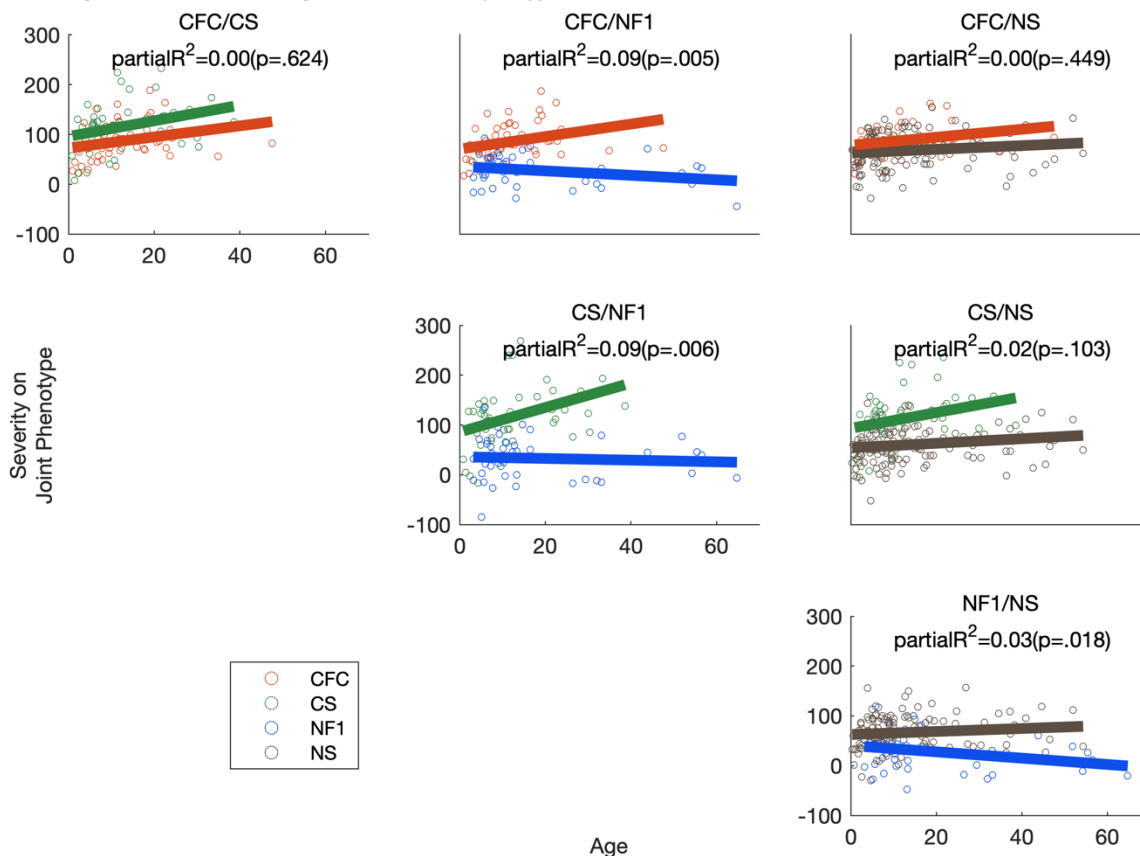 CFC/CS
partialR²=0.00(p=.624)
300
200
100
0
-100
0
20
40
60
CFC/NF1
partialR²=0.09(p=.005)
CFC/NS
partialR²=0.00(p=.449)
Severity on
Joint Phenotype
CS/NF1
partialR²=0.09(p=.006)
300
200
100
0
-100
0
20
40
60
CS/NS
partialR²=0.02(p=.103)
NF1/NS
partialR²=0.03(p=.018)
300
200
100
0
-100
0
20
40
60
CFC
CS
NF1
NS
Age